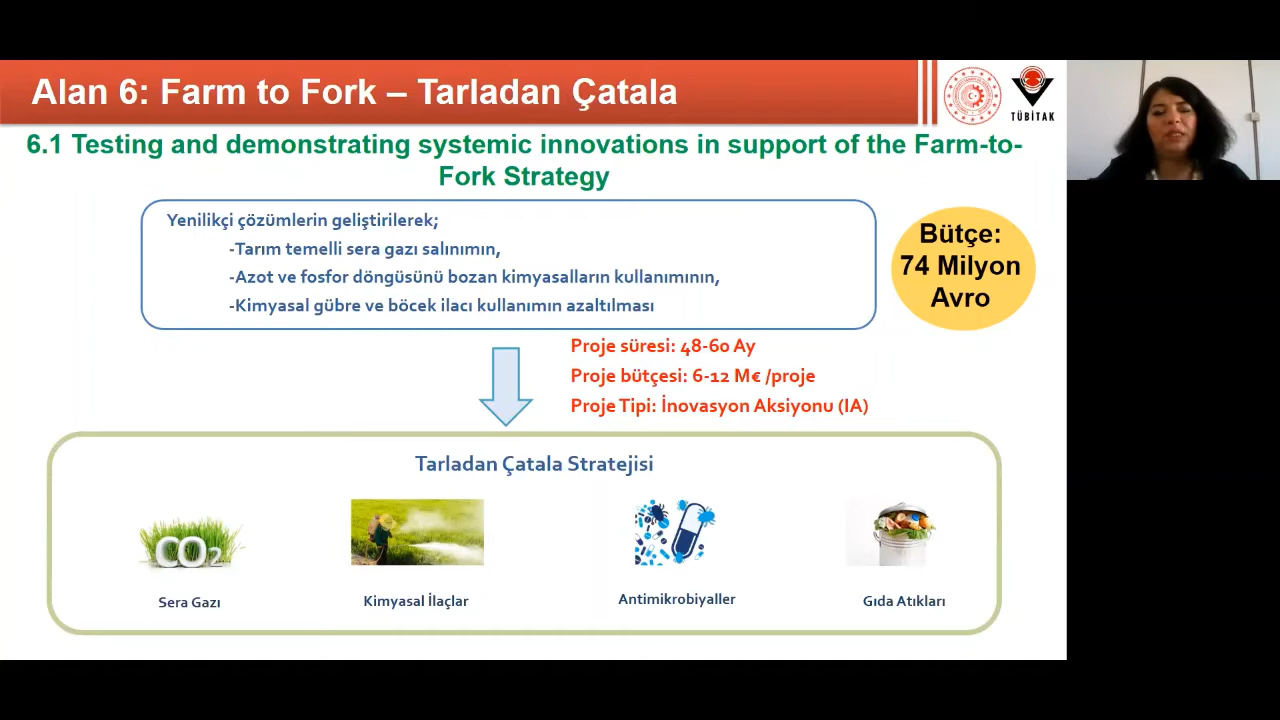 Alan 6: Farm to Fork – Tarladan Çatala
TÜBİTAK
6.1 Testing and demonstrating systemic innovations in support of the Farm-to-
Fork Strategy
Yenilikçi çözümlerin geliştirilerek;
-Tarım temelli sera gazı salınımın,
-Azot ve fosfor döngüsünü bozan kimyasalların kullanımının,
-Kimyasal gübre ve böcek ilacı kullanımın azaltılması
Bütçe:
74 Milyon
Avro
Proje süresi: 48-60 Ay
Proje bütçesi: 6-12 M€ /proje
Proje Tipi: İnovasyon Aksiyonu (IA)
Tarladan Çatala Stratejisi
CO2
Sera Gazı
Kimyasal İlaçlar
Antimikrobiyaller
Gıda Atıkları